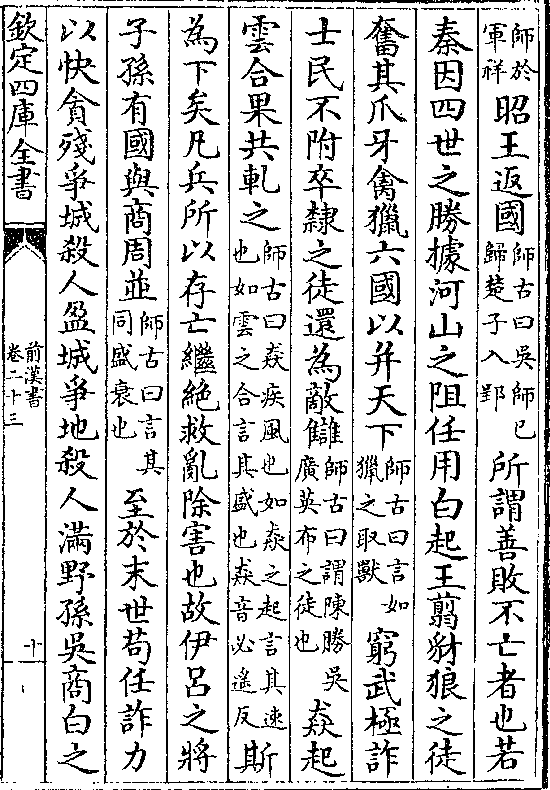 師於軍祥昭王返國師古曰吳師已歸楚子入郢所謂善敗不亡者也若
秦因四世之勝據河山之阻任用白起王翦豺狼之徒
奮其爪牙禽獵六國以并天下師古曰言如獵之取獸窮武極詐
士民不附卒隸之徒還為敵讎師古曰謂陳勝吳廣英布之徒也猋起
雲合果共軋之師古曰猋疾風也如猋之起言其速也如雲之合言其盛也猋音必遙反斯
為下矣凡兵所以存亡繼絶救亂除害也故伊呂之將
子孫有國與商周並師古曰言其同盛衰也至於末世苟任詐力
以快貪殘爭城殺人盈城爭地殺人滿野孫吳商白之
欽定四庫全書
前漢書
卷二十三
十